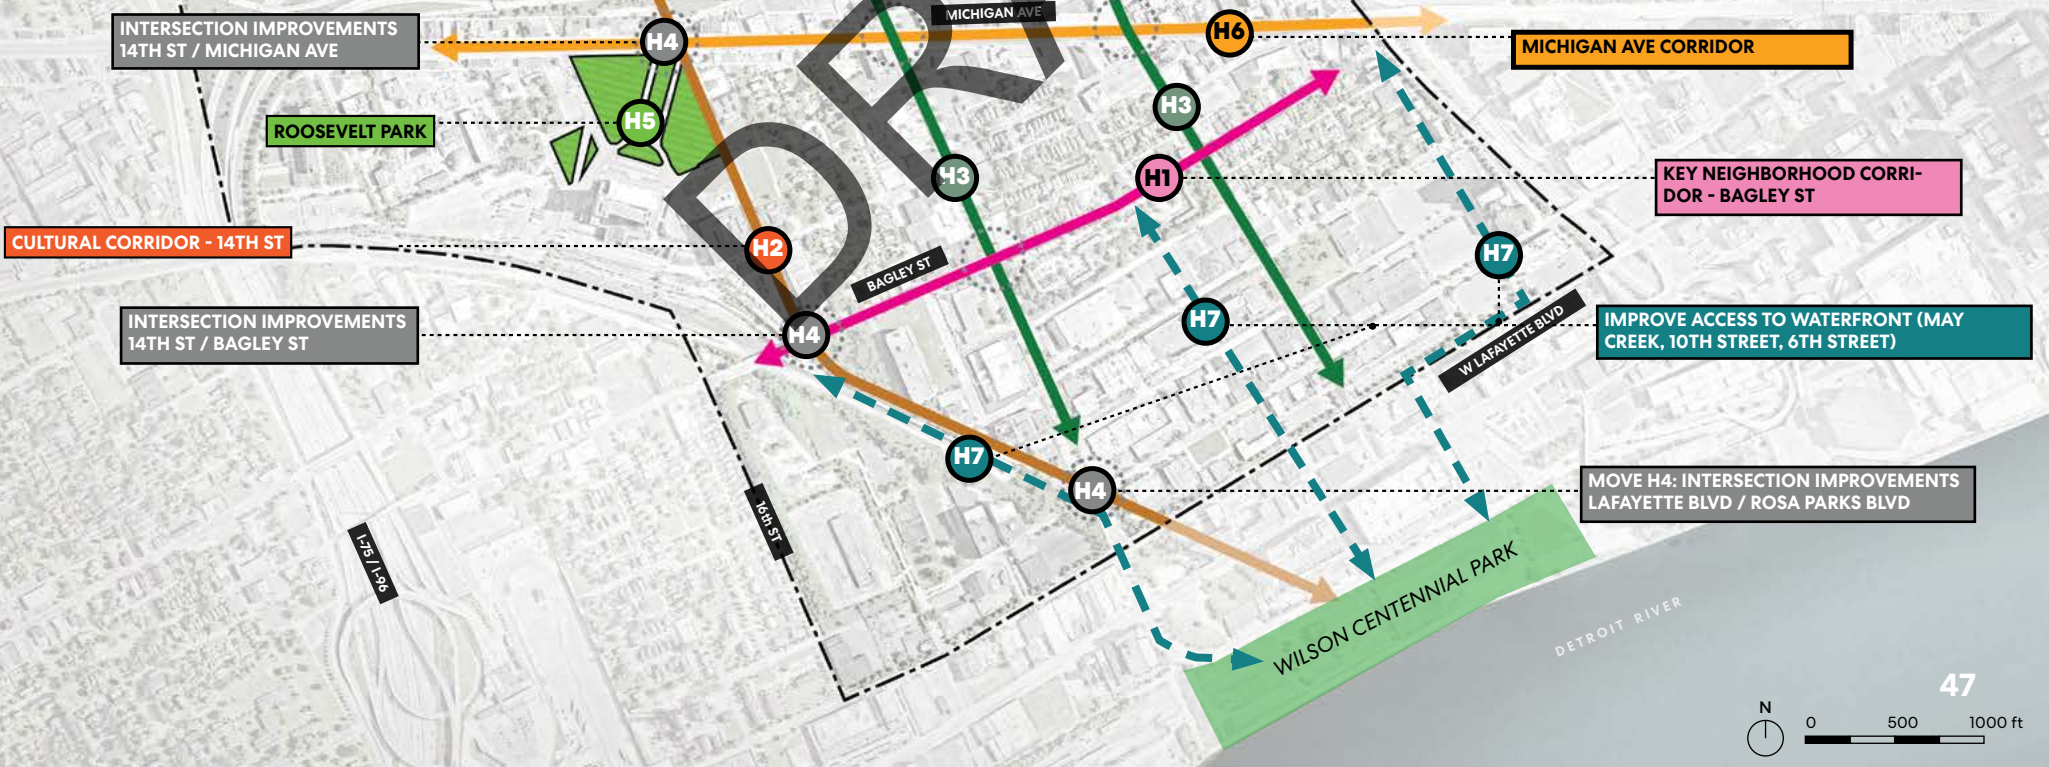 MICHIGAN AVE
INTERSECTION IMPROVEMENTS
14TH ST / MICHIGAN AVE
H4
H6
MICHIGAN AVE CORRIDOR
H3
ROOSEVELT PARK
H5
H3
H1
KEY NEIGHBORHOOD CORRI-
DOR - BAGLEY ST
CULTURAL CORRIDOR - 14TH ST
H2
BAGLEY ST
H7
INTERSECTION IMPROVEMENTS
14TH ST / BAGLEY ST
H4
H7
W LAFAYETTE BLVD
IMPROVE ACCESS TO WATERFRONT (MAY
CREEK, 10TH STREET, 6TH STREET)
H7
H4
MOVE H4: INTERSECTION IMPROVEMENTS
LAFAYETTE BLVD / ROSA PARKS BLVD
16th ST
I-75 / I-96
WILSON CENTENNIAL PARK
DETROIT RIVER
47
N
0 500 1000 ft
DR